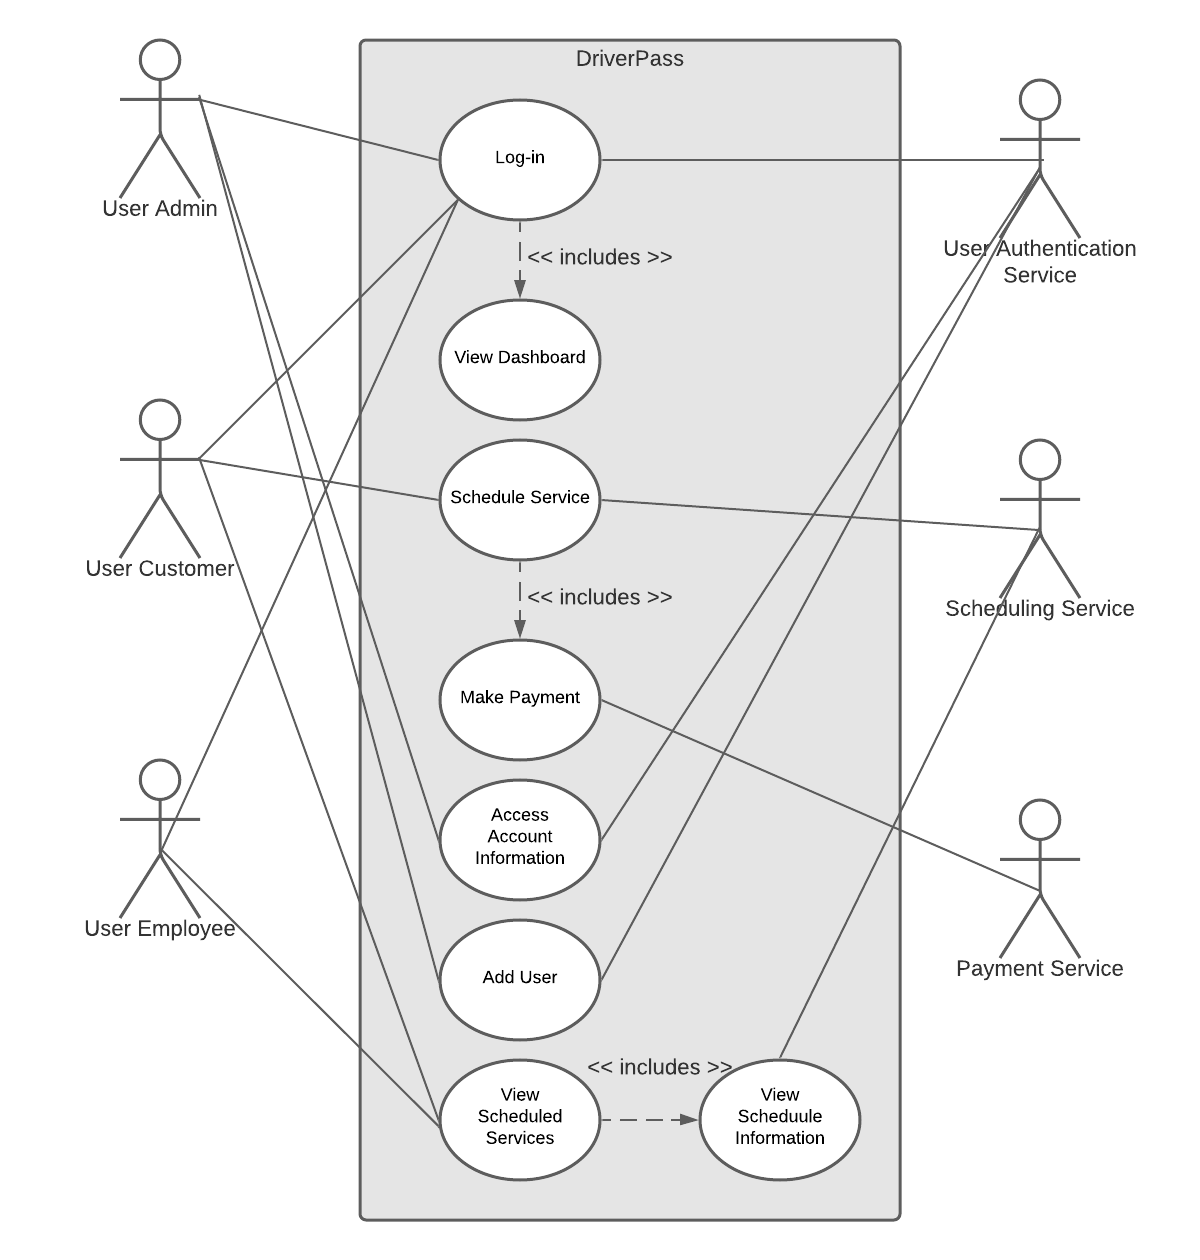 DriverPass
User Admin
Log-in
User Authentication
Service
<< includes >>
View Dashboard
User Customer
Schedule Service
Scheduling Service
<< includes >>
Make Payment
Access
Account
Information
User Employee
Payment Service
Add User
<< includes >>
View
Scheduled
Services
View
Scheduule
Information